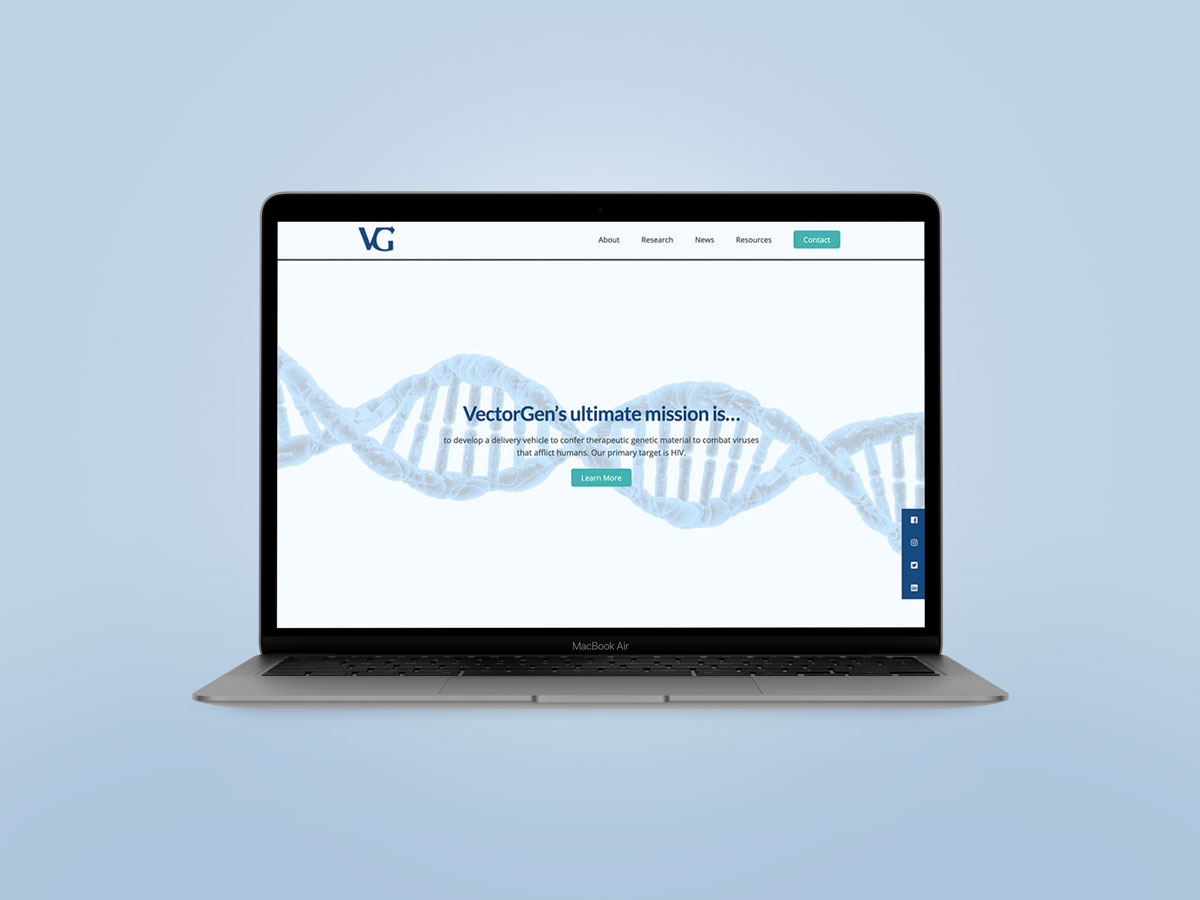 VG
About Research News Resources Contact
VectorGen’s ultimate mission is...
to develop a delivery vehicle to confer therapeutic genetic material to combat viruses
that afflict humans. Our primary target is HIV.
Learn More
MacBook Air